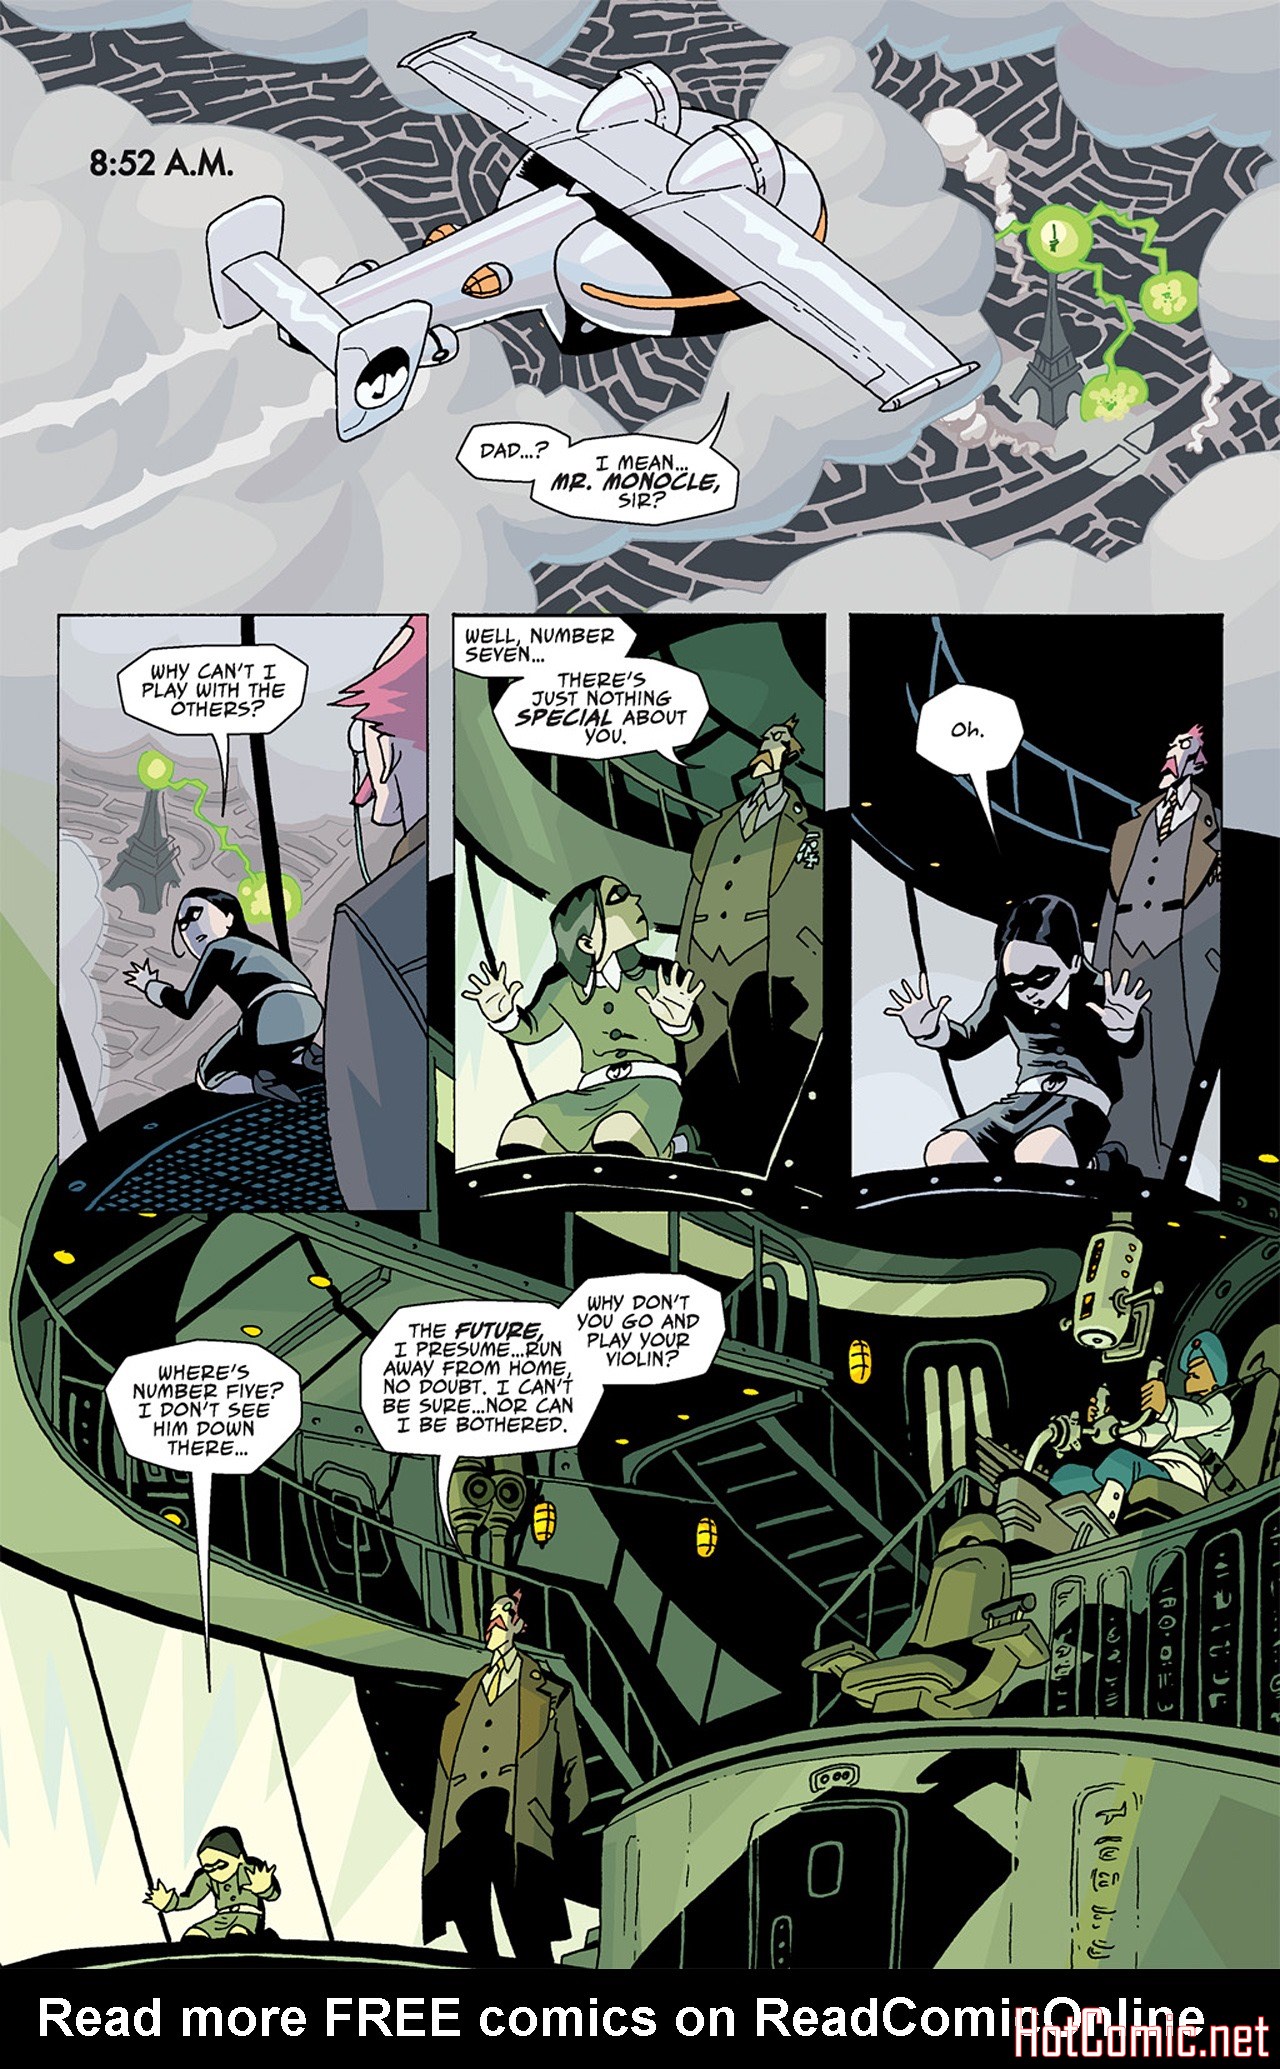 8:52 A.M.
DAD...?
I MEAN...
MR. MONOCLE,
SIR?
WHY CAN'T I
PLAY WITH THE
OTHERS?
WELL, NUMBER
SEVEN...
THERE'S
JUST NOTHING
SPECIAL ABOUT
YOU.
Oh.
WHERE'S
NUMBER FIVE?
I DON'T SEE
HIM DOWN
THERE...
THE FUTURE,
I PRESUME...RUN
AWAY FROM HOME,
NO DOUBT. I CAN'T
BE SURE...NOR CAN
I BE BOTHERED.
WHY DON'T
YOU GO AND
PLAY YOUR
VIOLIN?
Read more FREE comics on ReadComicOnline
HotComic.net